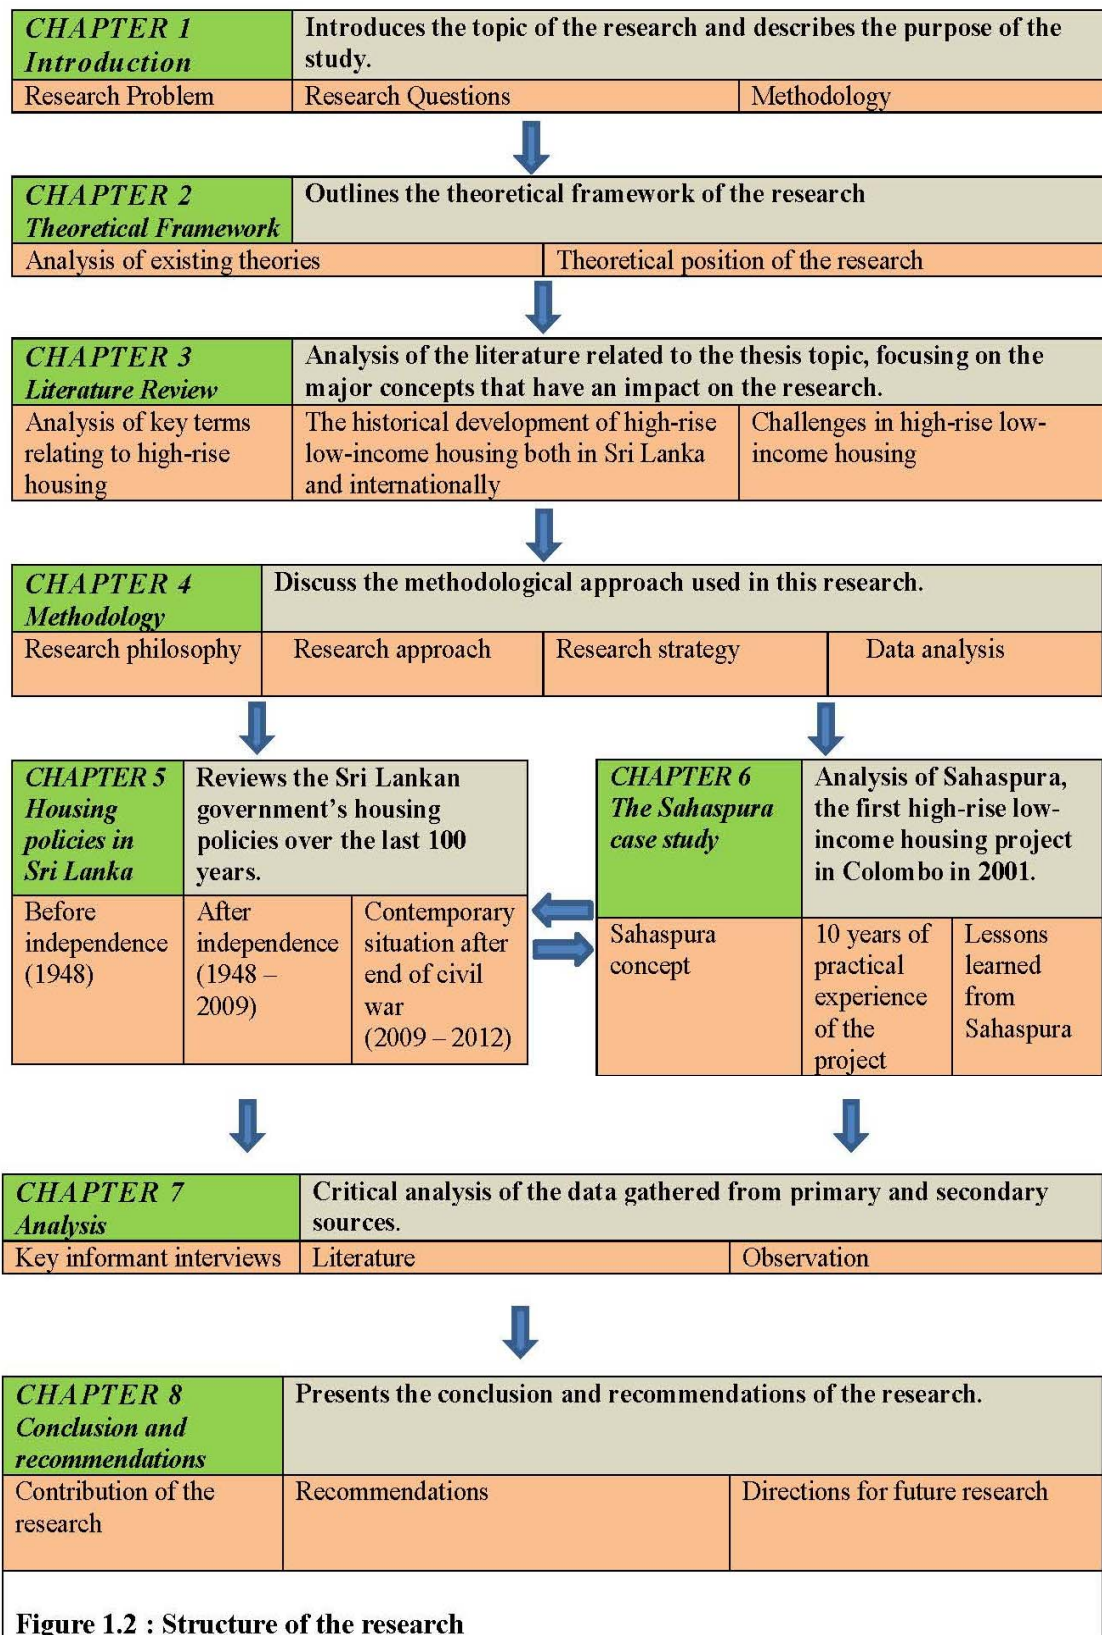 CHAPTER 1
Introduction
Introduces the topic of the research and describes the purpose of the
study.
Research Problem
Research Questions
Methodology
CHAPTER 2
Theoretical Framework
Outlines the theoretical framework of the research
Analysis of existing theories
Theoretical position of the research
CHAPTER 3
Literature Review
Analysis of the literature related to the thesis topic, focusing on the
major concepts that have an impact on the research.
Analysis of key terms
relating to high-rise
housing
The historical development of high-rise
low-income housing both in Sri Lanka
and internationally
Challenges in high-rise low-
income housing
CHAPTER 4
Methodology
Discuss the methodological approach used in this research.
Research philosophy
Research approach
Research strategy
Data analysis
CHAPTER 5
Housing
policies in
Sri Lanka
Reviews the Sri Lankan
government’s housing
policies over the last 100
years.
Before
independence
(1948)
After
independence
(1948 –
2009)
Contemporary
situation after
end of civil
war
(2009 – 2012)
CHAPTER 6
The Sahaspura
case study
Analysis of Sahaspura,
the first high-rise low-
income housing project
in Colombo in 2001.
Sahaspura
concept
10 years of
practical
experience
of the
project
Lessons
learned
from
Sahaspura
CHAPTER 7
Analysis
Critical analysis of the data gathered from primary and secondary
sources.
Key informant interviews
Literature
Observation
CHAPTER 8
Conclusion and
recommendations
Presents the conclusion and recommendations of the research.
Contribution of the
research
Recommendations
Directions for future research
Figure 1.2 : Structure of the research